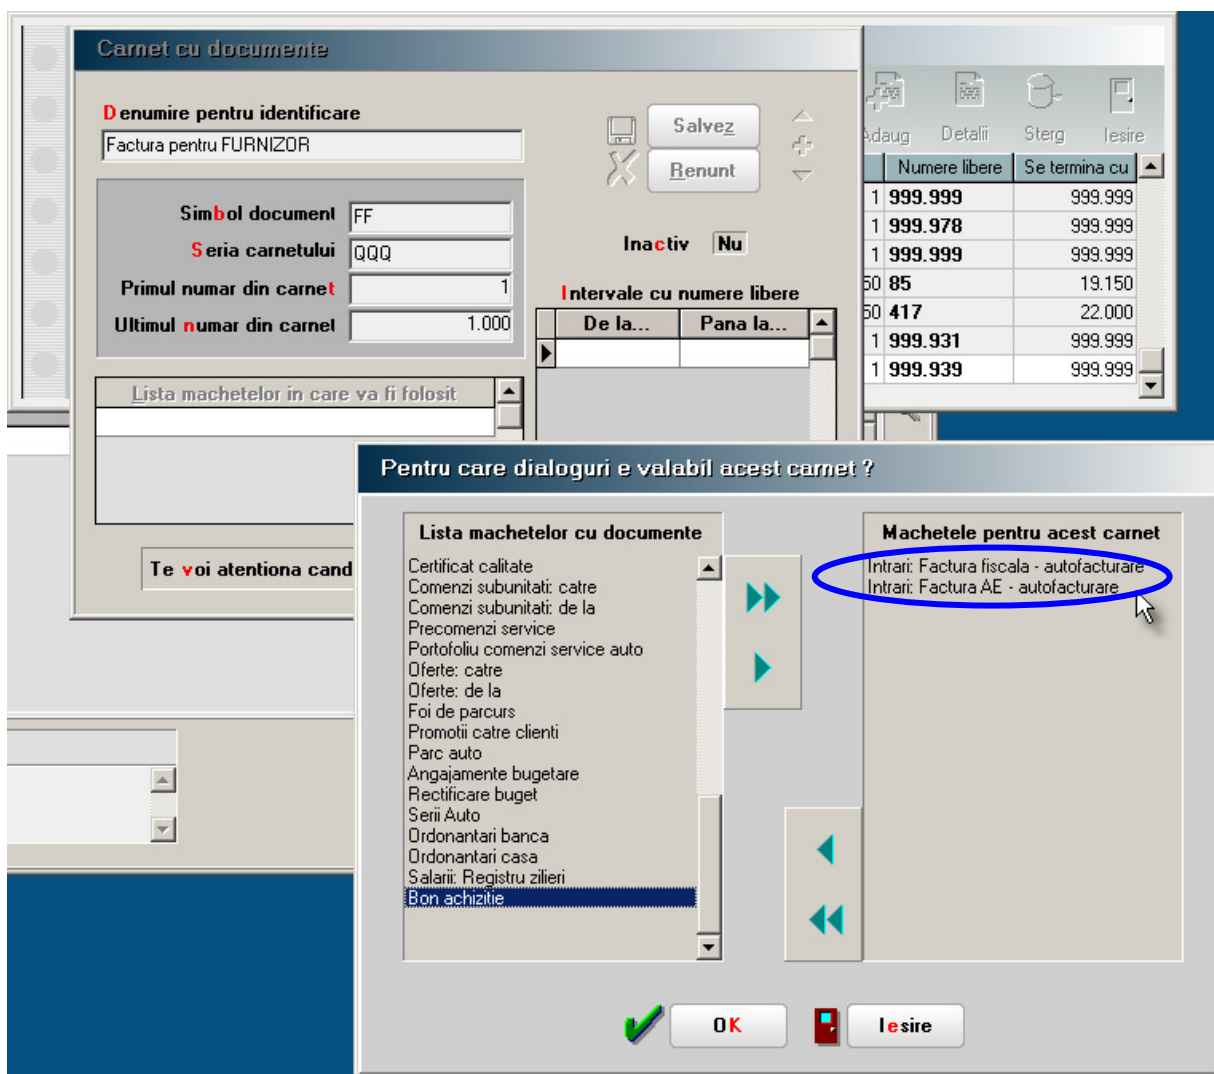 Carnet cu documente
Denumire pentru identificare
Factura pentru FURNIZOR
Salvez
Renunt
Simbol document FF
Seria carnetului QQQ
Primul numar din carnet 1
Ultimul numar din carnet 1.000
Inactiv Nu
Intervale cu numere libere
De la... Pana la...
Lista machetelor in care va fi folosit
Te voi atentiona cand
Adaug Detalii Sterg Iesire
Numere libere Se termina cu
1 999.999 999.999
1 999.978 999.999
1 999.999 999.999
50 85 19.150
50 417 22.000
1 999.931 999.999
1 999.939 999.999
Pentru care dialoguri e valabil acest carnet ?
Lista machetelor cu documente
Certificat calitate
Comenzi subunitati: catre
Comenzi subunitati: de la
Precomenzi service
Portofoliu comenzi service auto
Oferte: catre
Oferte: de la
Foi de parcurs
Promotii catre clienti
Parc auto
Angajamente bugetare
Rectificare buget
Serii Auto
Ordonantari banca
Ordonantari casa
Salarii: Registru zilieri
Bon achizitie
Machetele pentru acest carnet
Intrari: Factura fiscala - autofacturare
Intrari: Factura AE - autofacturare
OK
Iesire